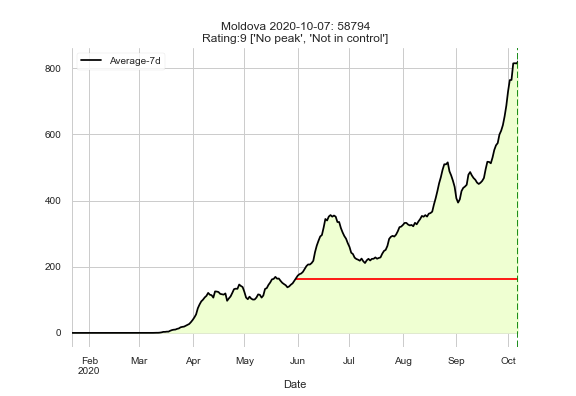 Moldova 2020-10-07: 58794
Rating:9 ['No peak', 'Not in control']
Average-7d
800
600
400
200
0
Feb Mar Apr May Jun Jul Aug Sep Oct
2020
Date